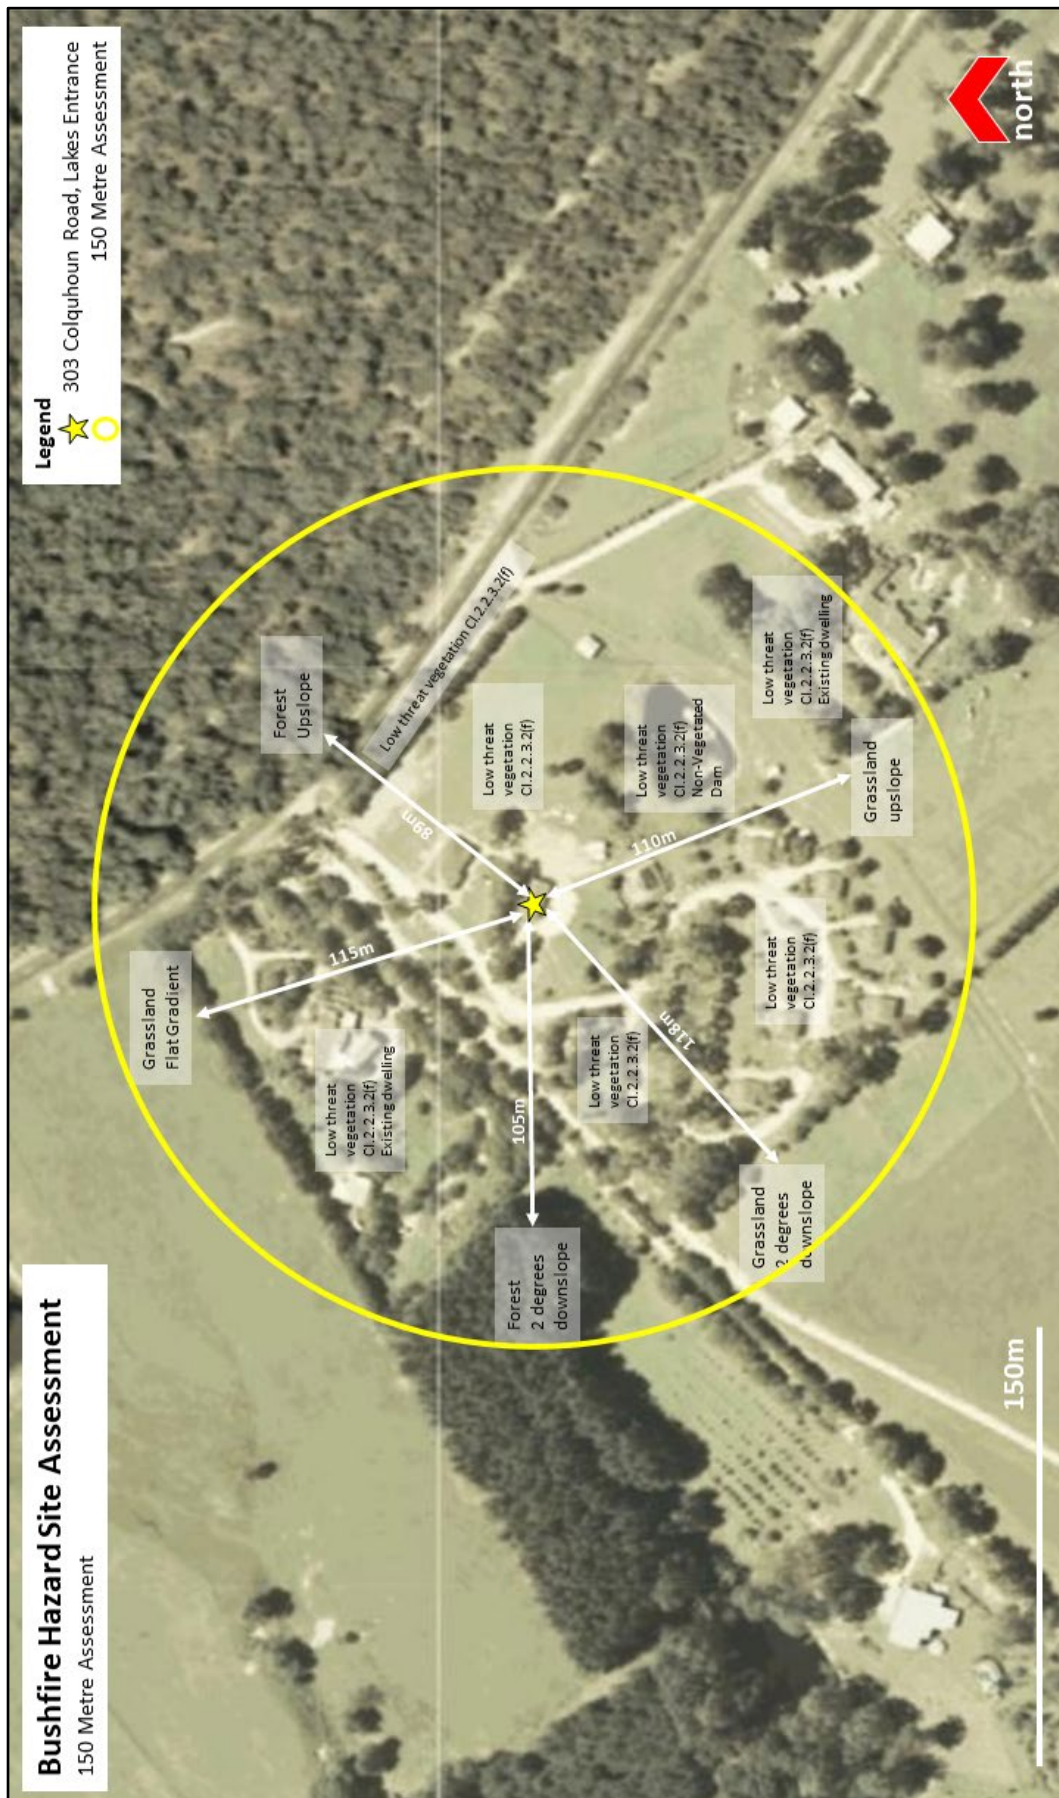 Bushfire Hazard Site Assessment
150 Metre Assessment
Legend
303 Colquhoun Road, Lakes Entrance
150 Metre Assessment
Grassland
Flat Gradient
Forest
Upslope
Low threat vegetation Cl.2.2.3.2(f)
115m
89m
Low threat
vegetation
Cl.2.2.3.2(f)
Existing dwelling
Low threat
vegetation
Cl.2.2.3.2(f)
Forest
2 degrees
downslope
105m
Low threat
vegetation
Cl.2.2.3.2(f)
Low threat
vegetation
Cl.2.2.3.2(f)
Non-Vegetated
Dam
110m
118m
Low threat
vegetation
Cl.2.2.3.2(f)
Existing dwelling
Grassland
2 degrees
downslope
Low threat
vegetation
Cl.2.2.3.2(f)
Grassland
upslope
150m
north